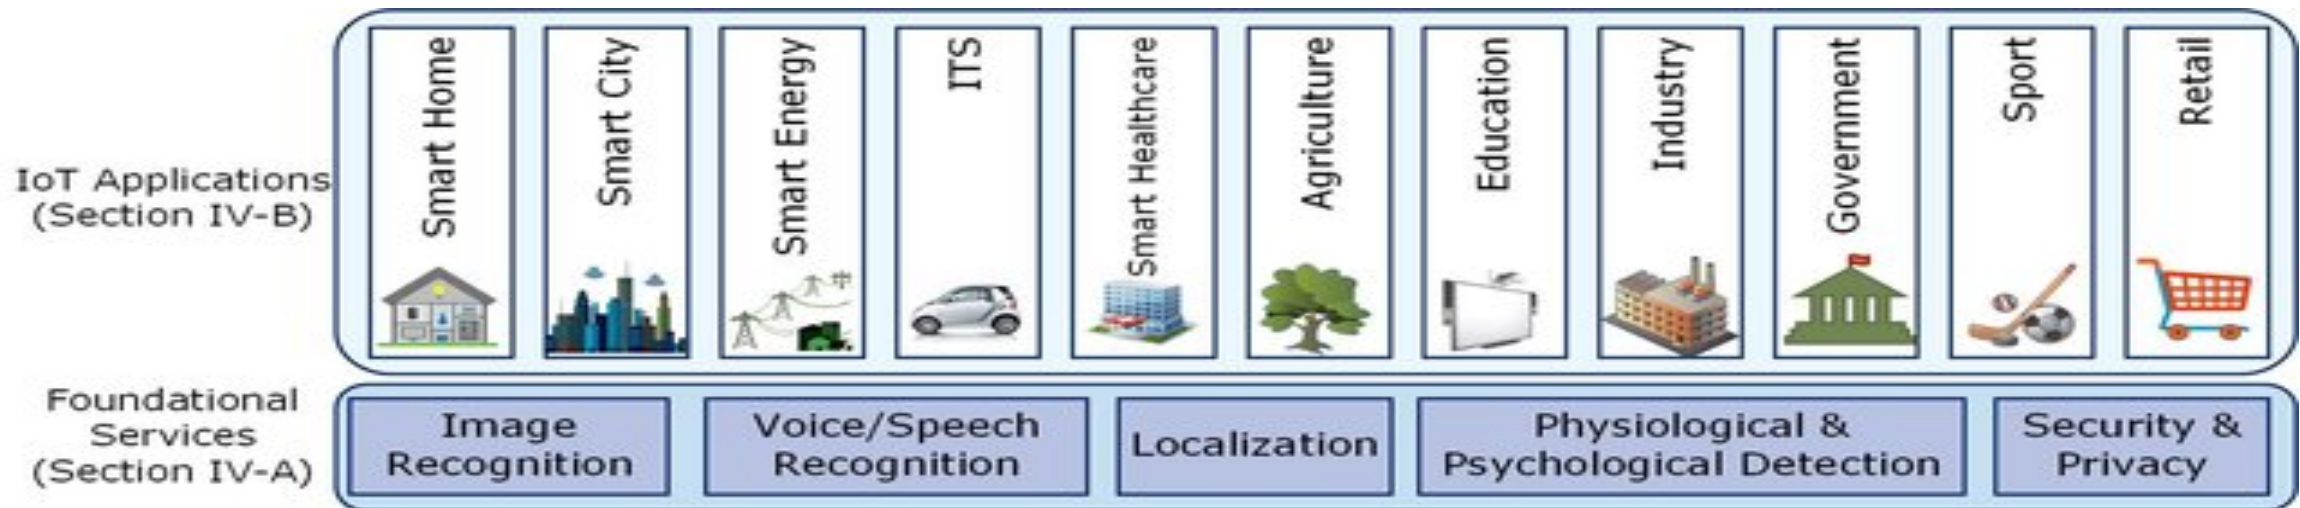 IoT Applications
(Section IV-B)
Smart Home
Smart City
Smart Energy
ITS
Smart Healthcare
Agriculture
Education
Industry
Government
Sport
Retail
Foundational
Services
(Section IV-A)
Image
Recognition
Voice/Speech
Recognition
Localization
Physiological &
Psychological Detection
Security &
Privacy